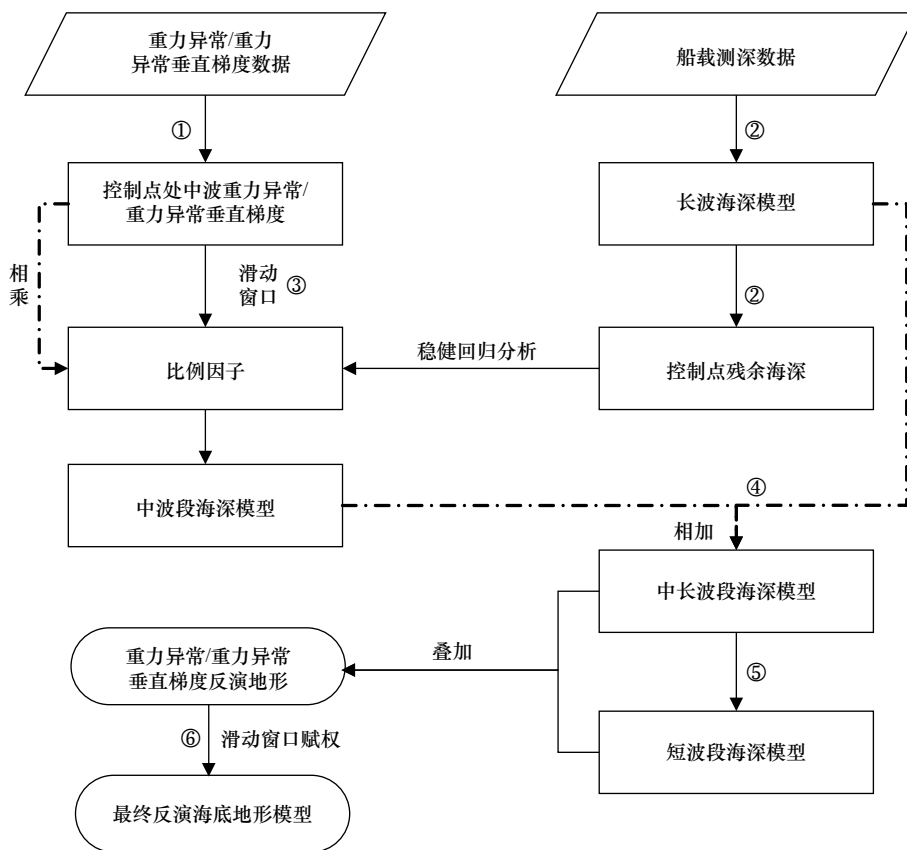 重力异常/重力
异常垂直梯度数据
船载测深数据
①
②
控制点处中波重力异常/
重力异常垂直梯度
长波海深模型
相
乘
滑动
窗口
③
②
稳健回归分析
比例因子
控制点残余海深
中波段海深模型
④
相加
中长波段海深模型
叠加
重力异常/重力异常
垂直梯度反演地形
⑤
⑥
滑动窗口赋权
短波段海深模型
最终反演海底地形模型